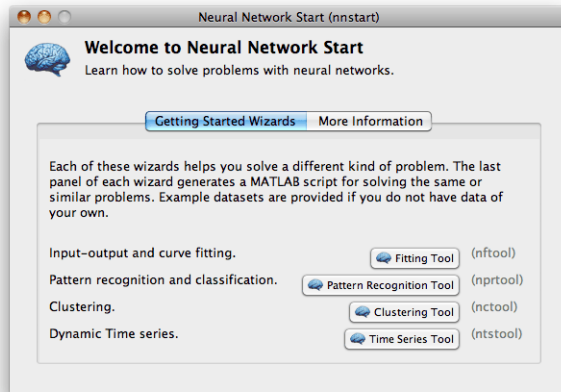 Neural Network Start (nnstart)
Welcome to Neural Network Start
Learn how to solve problems with neural networks.
Getting Started Wizards More Information
Each of these wizards helps you solve a different kind of problem. The last
panel of each wizard generates a MATLAB script for solving the same or
similar problems. Example datasets are provided if you do not have data of
your own.
Input-output and curve fitting. Fitting Tool (nftool)
Pattern recognition and classification. Pattern Recognition Tool (nprtool)
Clustering. Clustering Tool (nctool)
Dynamic Time series. Time Series Tool (ntstool)